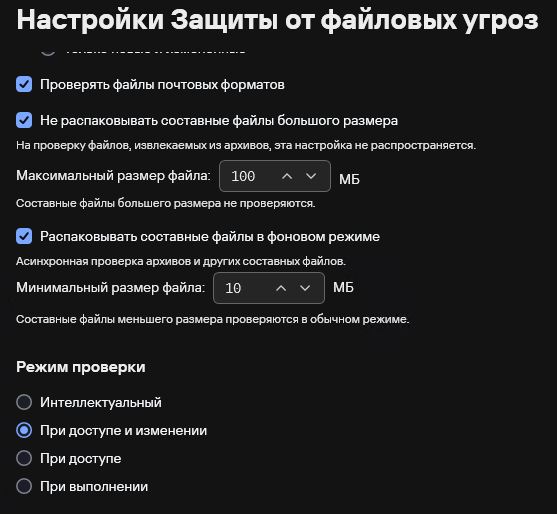 Настройки Защиты от файловых угроз
Проверять файлы почтовых форматов
Не распаковывать составные файлы большого размера
На проверку файлов, извлекаемых из архивов, эта настройка не распространяется.
Максимальный размер файла: 100 МБ
Составные файлы большего размера не проверяются.
Распаковывать составные файлы в фоновом режиме
Асинхронная проверка архивов и других составных файлов.
Минимальный размер файла: 10 МБ
Составные файлы меньшего размера проверяются в обычном режиме.
Режим проверки
Интеллектуальный
При доступе и изменении
При доступе
При выполнении